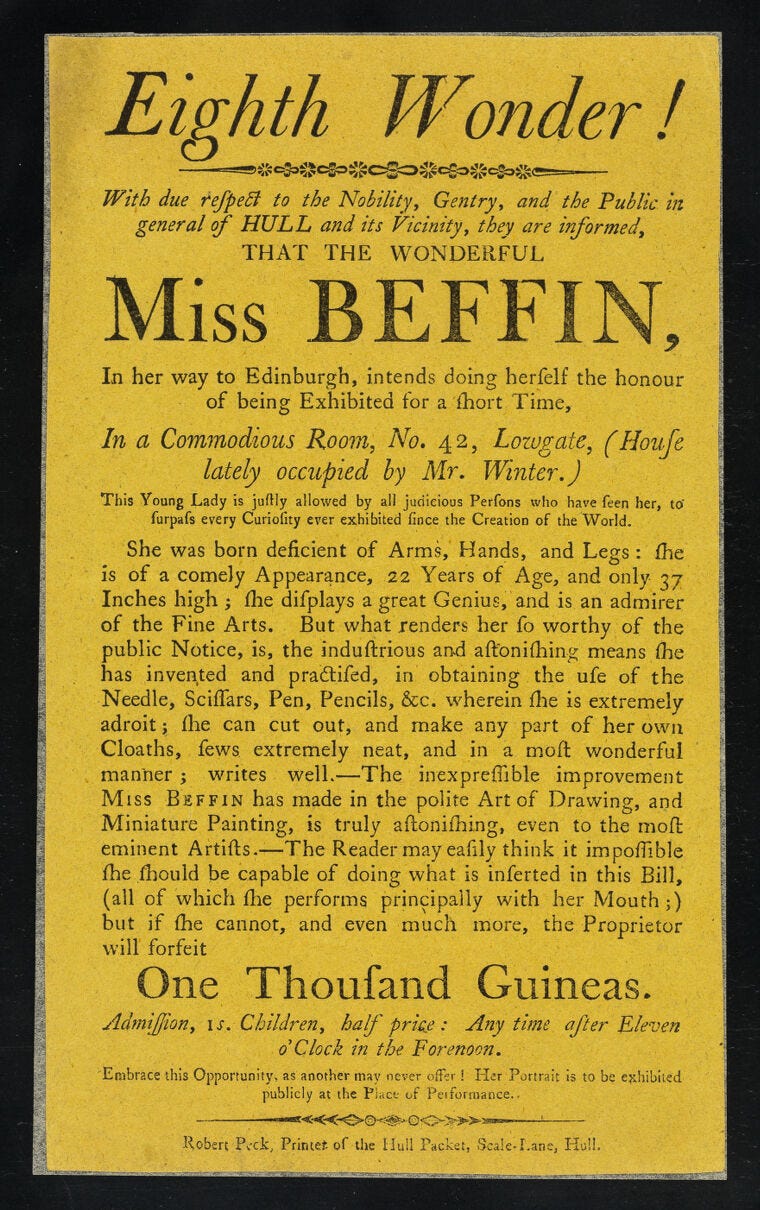 Eighth Wonder!
With due reſpect to the Nobility, Gentry, and the Public in
general of HULL and its Vicinity, they are informed,
THAT THE WONDERFUL
Miss BEFFIN,
In her way to Edinburgh, intends doing herſelf the honour
of being Exhibited for a ſhort Time,
In a Commodious Room, No. 42, Lowgate, (Houſe
lately occupied by Mr. Winter.)
This Young Lady is juſtly allowed by all judicious Perſons who have ſeen her, to
ſurpaſs every Curioſity ever exhibited ſince the Creation of the World.
She was born deficient of Arms, Hands, and Legs: ſhe
is of a comely Appearance, 22 Years of Age, and only 37
Inches high; ſhe diſplays a great Genius, and is an admirer
of the Fine Arts. But what renders her ſo worthy of the
public Notice, is, the induſtrious and aſtoniſhing means ſhe
has invented and practiſed, in obtaining the uſe of the
Needle, Sciſſars, Pen, Pencils, &c. wherein ſhe is extremely
adroit; ſhe can cut out, and make any part of her own
Cloaths, ſews extremely neat, and in a moſt wonderful
manner; writes well.—The inexpreſſible improvement
MISS BEFFIN has made in the polite Art of Drawing, and
Miniature Painting, is truly aſtoniſhing, even to the moſt
eminent Artiſts.—The Reader may eaſily think it impoſſible
ſhe ſhould be capable of doing what is inſerted in this Bill,
(all of which ſhe performs principally with her Mouth;)
but if ſhe cannot, and even much more, the Proprietor
will forfeit
One Thouſand Guineas.
Admiſſion, 1s. Children, half price: Any time after Eleven
o'Clock in the Forenoon.
Embrace this Opportunity, as another may never offer! Her Portrait is to be exhibited
publicly at the Place of Performance.
Robert Peck, Printer of the Hull Packet, Scale-Lane, Hull.